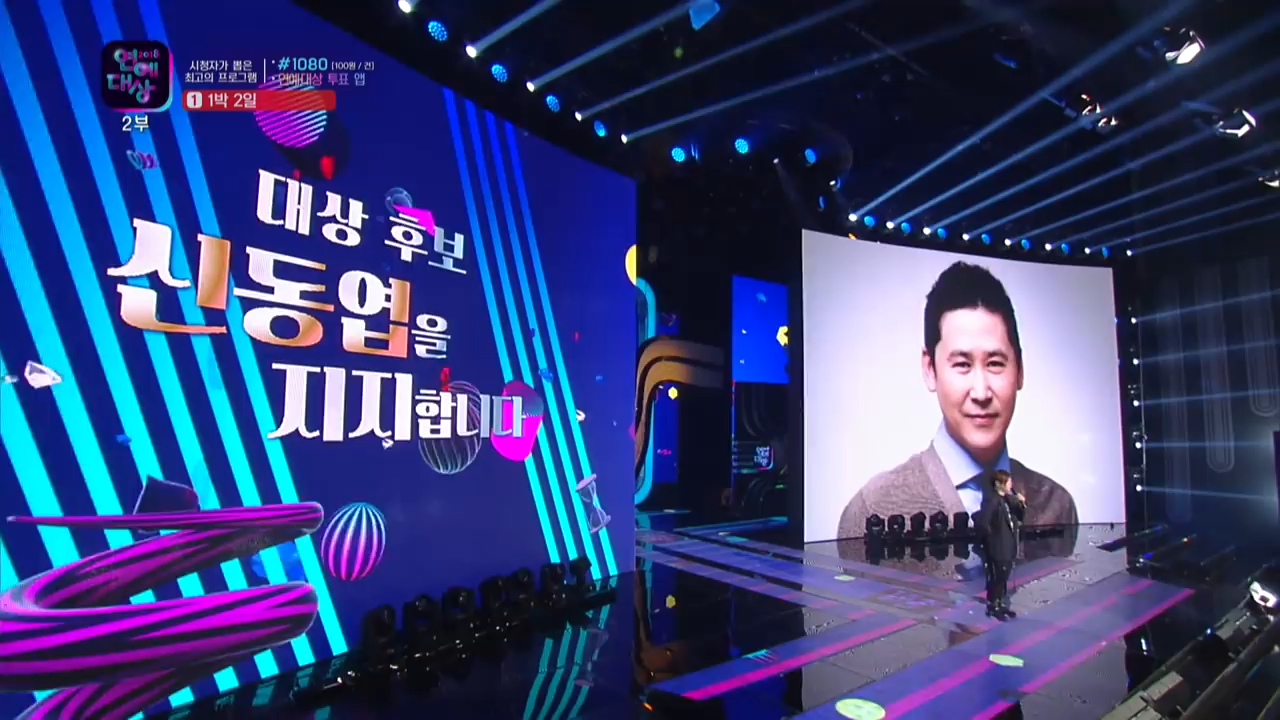 2018
연예
대상
2부
시청자가 뽑은
최고의 프로그램
#1080 [100원/건]
연예대상 투표 앱
1 1박 2일
대상 후보
신동엽을
지지합니다